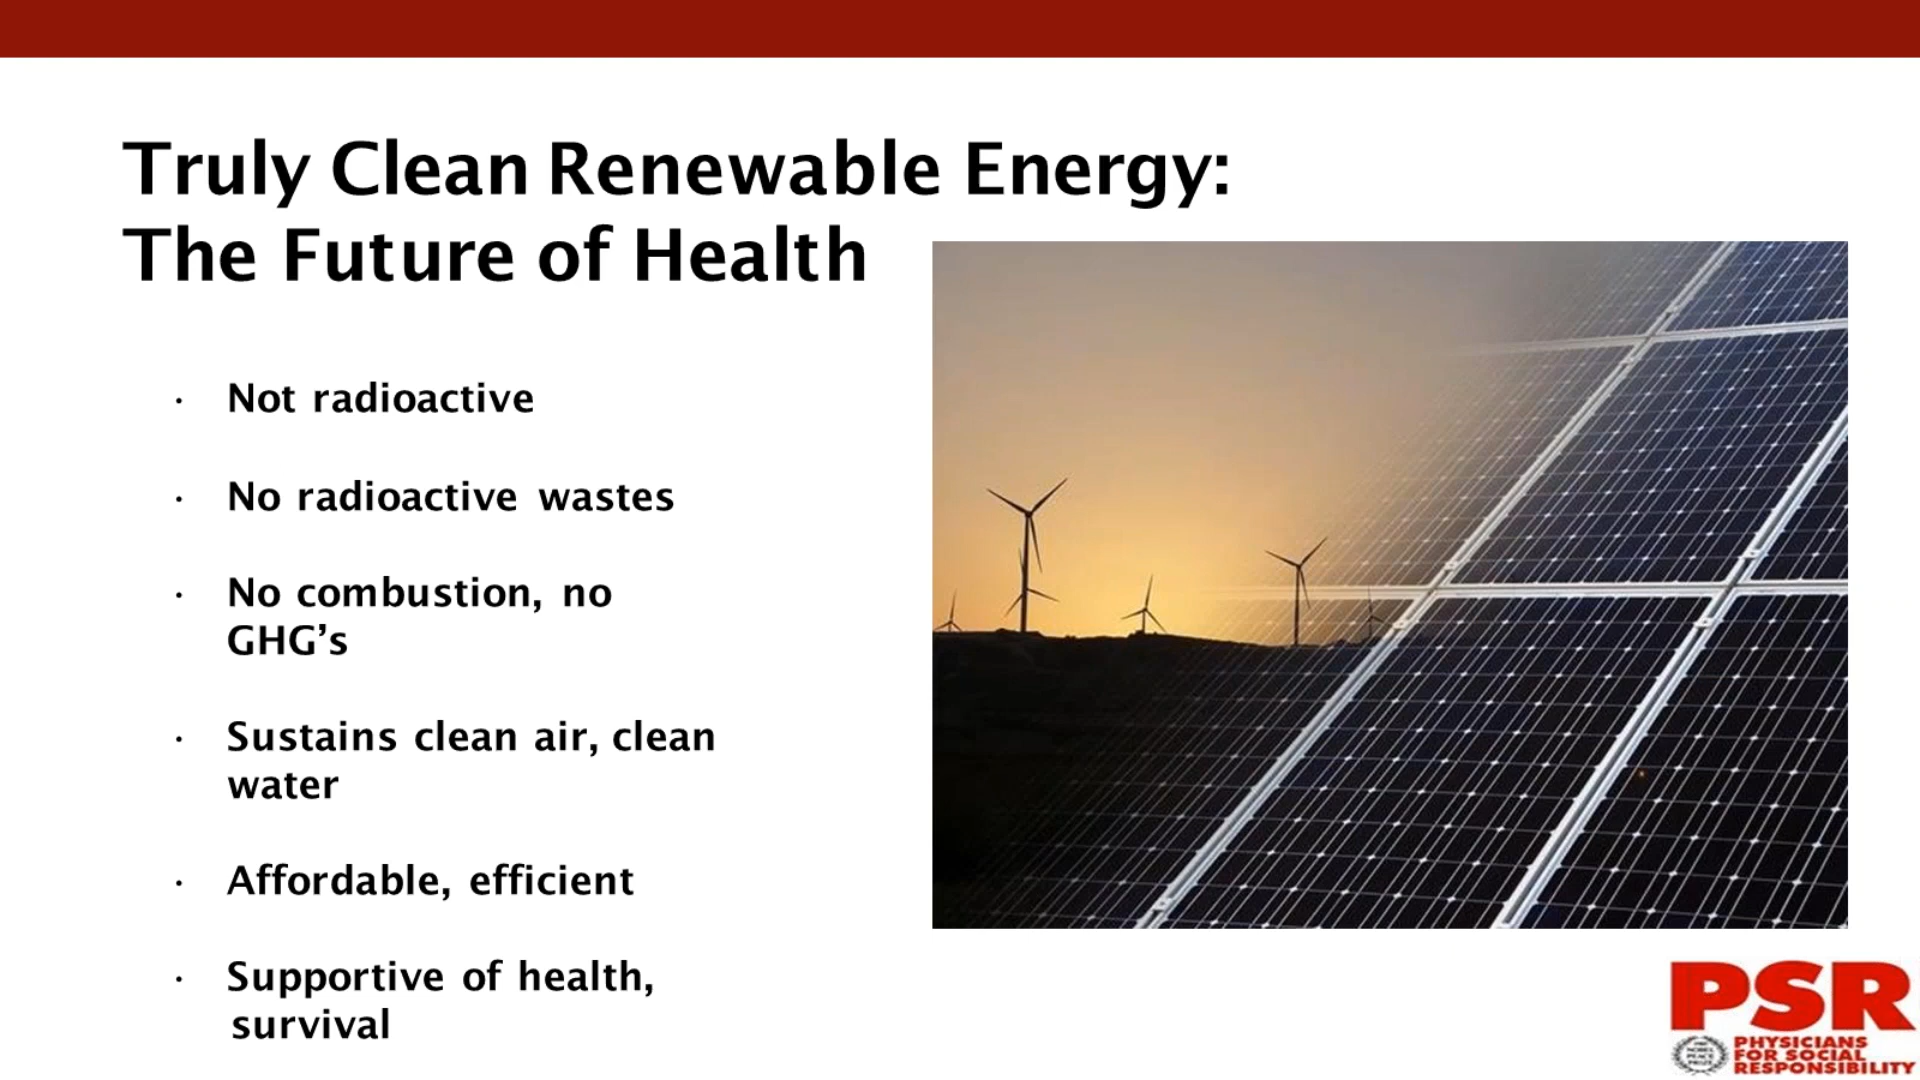 Truly Clean Renewable Energy:
The Future of Health
· Not radioactive
· No radioactive wastes
· No combustion, no
GHG’s
· Sustains clean air, clean
water
· Affordable, efficient
· Supportive of health,
survival
PSR
PHYSICIANS
FOR SOCIAL
RESPONSIBILITY